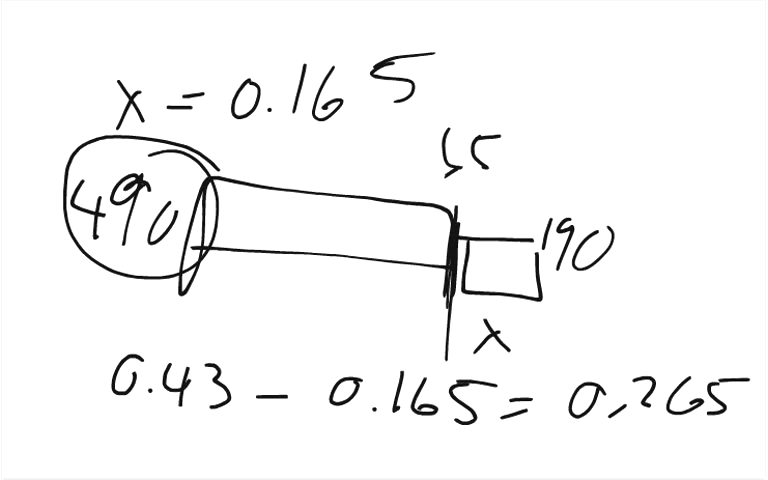 x = 0.165
55
490
190
x
0.43 - 0.165 = 0.265